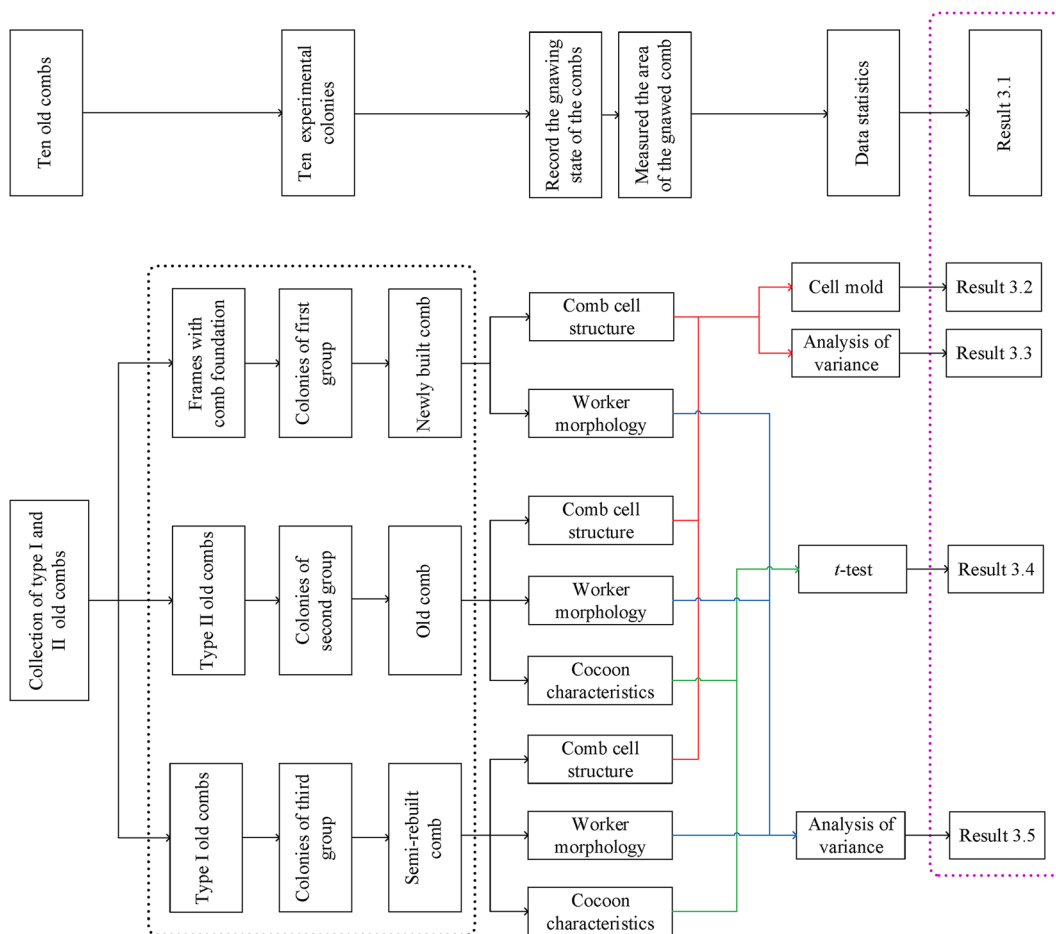 Ten old combs
Ten experimental
colonies
Record the gnawing
state of the combs
Measured the area
of the gnawed comb
Data statistics
Result 3.1
Collection of type I and
II old combs
Frames with
comb foundation
Colonies of first
group
Newly built comb
Comb cell
structure
Worker
morphology
Cell mold
Result 3.2
Analysis of
variance
Result 3.3
Type II old combs
Colonies of
second group
Old comb
Comb cell
structure
Worker
morphology
Cocoon
characteristics
t-test
Result 3.4
Type I old combs
Colonies of third
group
Semi-rebuilt
comb
Comb cell
structure
Worker
morphology
Cocoon
characteristics
Analysis of
variance
Result 3.5